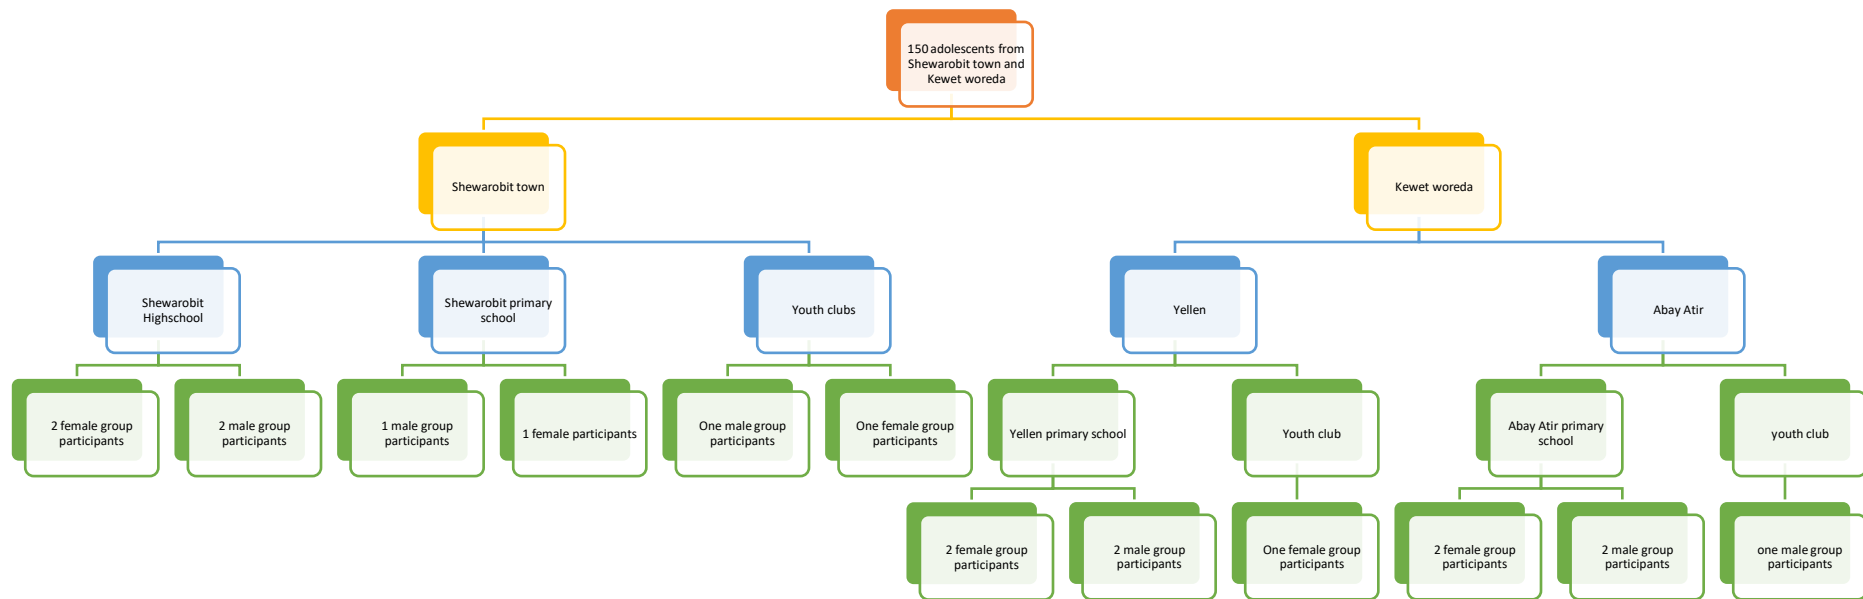 150 adolescents from
Shewarobit town and
Kewet woreda
Shewarobit town
Kewet woreda
Shewarobit
Highschool
Shewarobit primary
school
Youth clubs
Yellen
Abay Atir
2 female group
participants
2 male group
participants
1 male group
participants
1 female participants
One male group
participants
One female group
participants
Yellen primary school
Youth club
Abay Atir primary
school
youth club
2 female group
participants
2 male group
participants
One female group
participants
2 female group
participants
2 male group
participants
one male group
participants